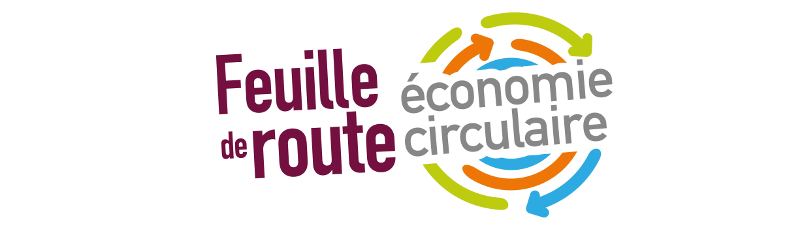 Feuille
de route
économie
circulaire